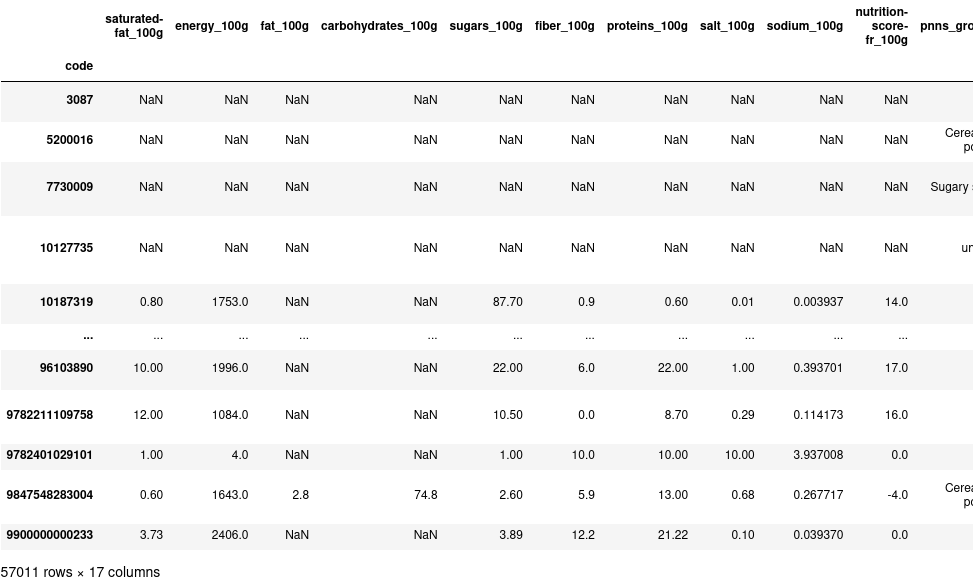 code saturated-fat_100g energy_100g fat_100g carbohydrates_100g sugars_100g fiber_100g proteins_100g salt_100g sodium_100g nutrition-score-fr_100g pnns_gro
3087 NaN NaN NaN NaN NaN NaN NaN NaN NaN NaN
5200016 NaN NaN NaN NaN NaN NaN NaN NaN NaN NaN Cerea po
7730009 NaN NaN NaN NaN NaN NaN NaN NaN NaN NaN Sugary s
10127735 NaN NaN NaN NaN NaN NaN NaN NaN NaN NaN un
10187319 0.80 1753.0 NaN NaN 87.70 0.9 0.60 0.01 0.003937 14.0
... ... ... ... ... ... ... ... ... ... ...
96103890 10.00 1996.0 NaN NaN 22.00 6.0 22.00 1.00 0.393701 17.0
9782211109758 12.00 1084.0 NaN NaN 10.50 0.0 8.70 0.29 0.114173 16.0
9782401029101 1.00 4.0 NaN NaN 1.00 10.0 10.00 10.00 3.937008 0.0
9847548283004 0.60 1643.0 2.8 74.8 2.60 5.9 13.00 0.68 0.267717 -4.0 Cerea po
9900000000233 3.73 2406.0 NaN NaN 3.89 12.2 21.22 0.10 0.039370 0.0
57011 rows × 17 columns